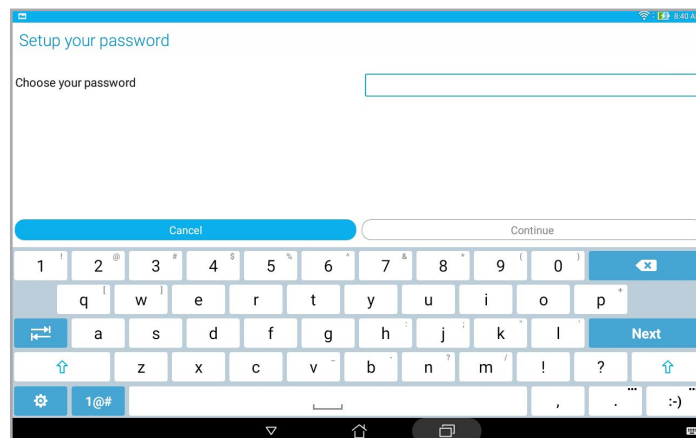 8:40 A
Setup your password
Choose your password
Cancel
Continue
1 ! 2 @ 3 # 4 $ 5 % 6 ^ 7 & 8 * 9 ( 0 )
q [ w ] e r t y u i o p +
a s d f g h : j ; k " l ' Next
z x c v _ b - n ? m / ! ?
1@# , . ... :-) ...